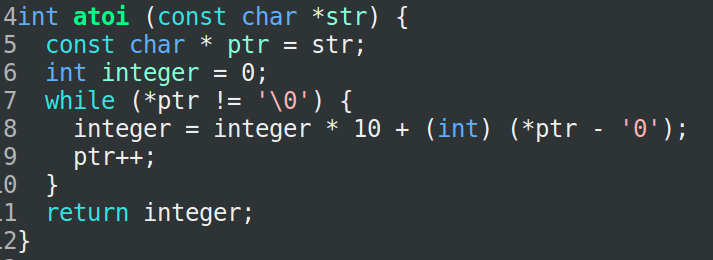 4int atoi (const char *str) {
5  const char * ptr = str;
6  int integer = 0;
7  while (*ptr != '\0') {
8    integer = integer * 10 + (int) (*ptr - '0');
9    ptr++;
.0  }
.1  return integer;
.2}